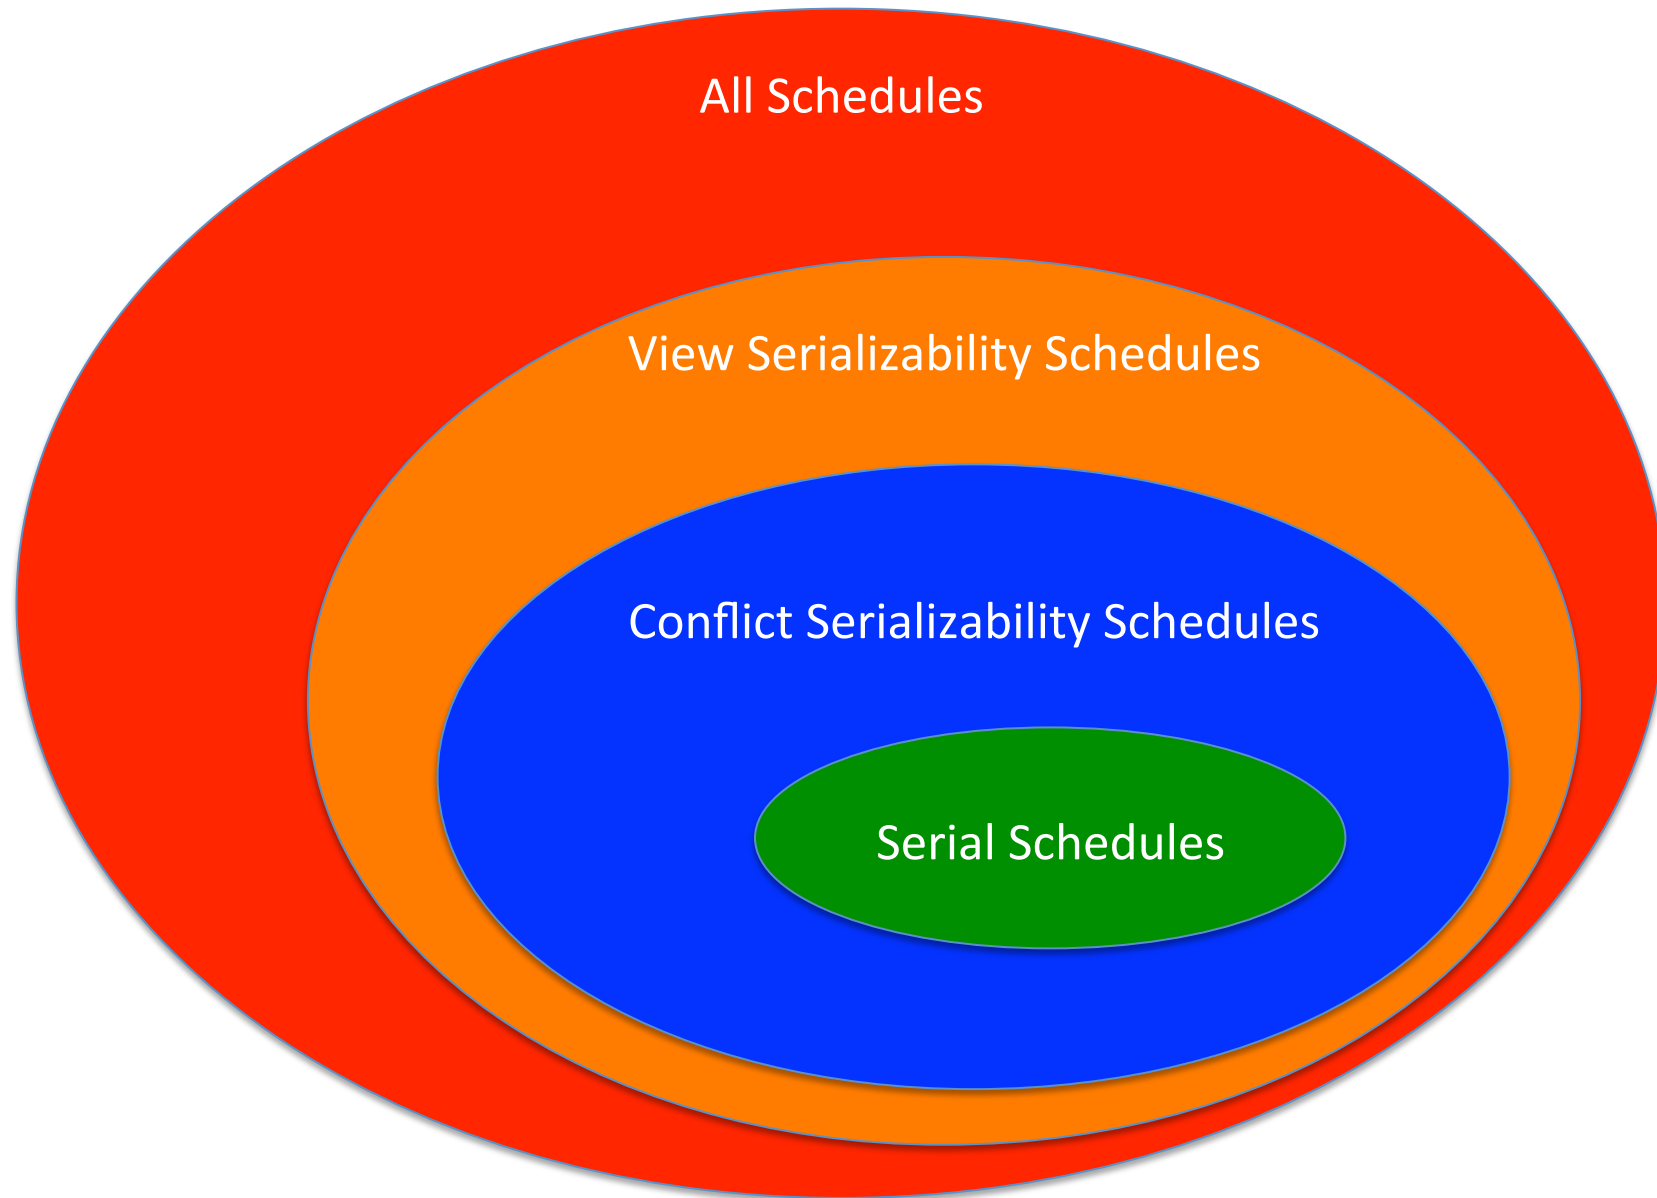 All Schedules
View Serializability Schedules
Conflict Serializability Schedules
Serial Schedules